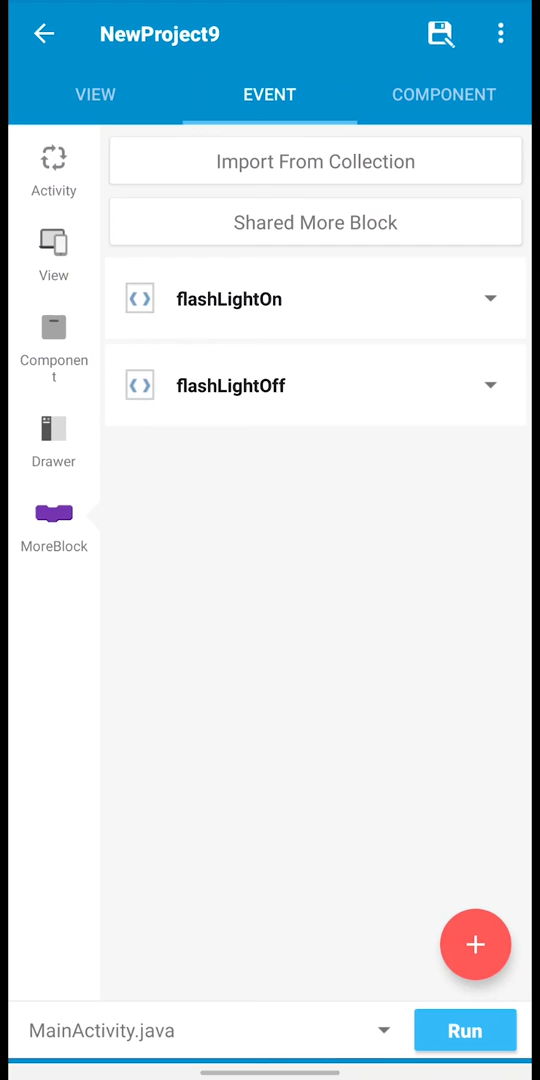 NewProject9
VIEW
EVENT
COMPONENT
Activity
View
Componen
t
Drawer
MoreBlock
Import From Collection
Shared More Block
flashLightOn
flashLightOff
MainActivity.java
Run